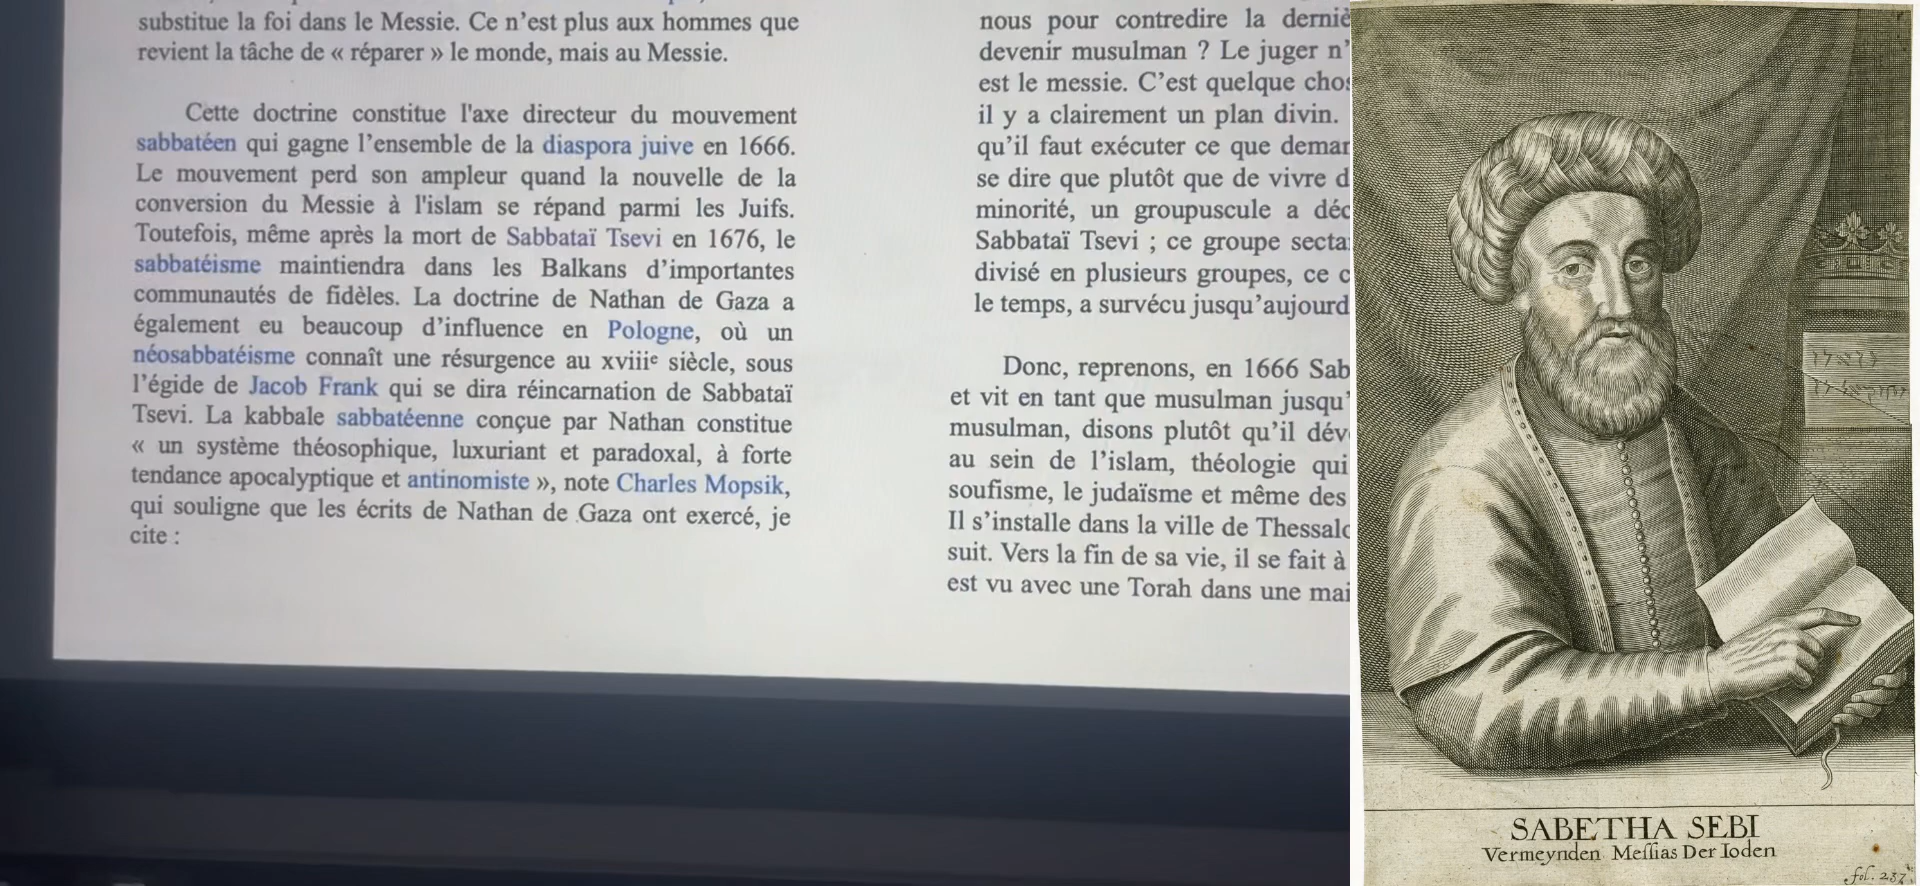 substitue la foi dans le Messie. Ce n’est plus aux hommes que
revient la tâche de « réparer » le monde, mais au Messie.
Cette doctrine constitue l'axe directeur du mouvement
sabbatéen qui gagne l’ensemble de la diaspora juive en 1666.
Le mouvement perd son ampleur quand la nouvelle de la
conversion du Messie à l'islam se répand parmi les Juifs.
Toutefois, même après la mort de Sabbataï Tsevi en 1676, le
sabbatéisme maintiendra dans les Balkans d’importantes
communautés de fidèles. La doctrine de Nathan de Gaza a
également eu beaucoup d’influence en Pologne, où un
néosabbatéisme connaît une résurgence au xviiie siècle, sous
l’égide de Jacob Frank qui se dira réincarnation de Sabbataï
Tsevi. La kabbale sabbatéenne conçue par Nathan constitue
« un système théosophique, luxuriant et paradoxal, à forte
tendance apocalyptique et antinomiste », note Charles Mopsik,
qui souligne que les écrits de Nathan de Gaza ont exercé, je
cite :
nous pour contredire la
devenir musulman ? Le juger
est le messie. C’est quelque
il y a clairement un plan divin.
qu’il faut exécuter ce que
se dire que plutôt que de vivre
minorité, un groupuscule a
Sabbataï Tsevi ; ce groupe
divisé en plusieurs groupes, ce
le temps, a survécu
Donc, reprenons, en 1666
et vit en tant que musulman
musulman, disons plutôt qu’il
au sein de l’islam, théologie qui
soufisme, le judaïsme et même des
Il s’installe dans la ville de
suit. Vers la fin de sa vie, il se fait à
est vu avec une Torah dans une
SABETHA SEBI
Vermeynden Messias Der Ioden
fol. 237